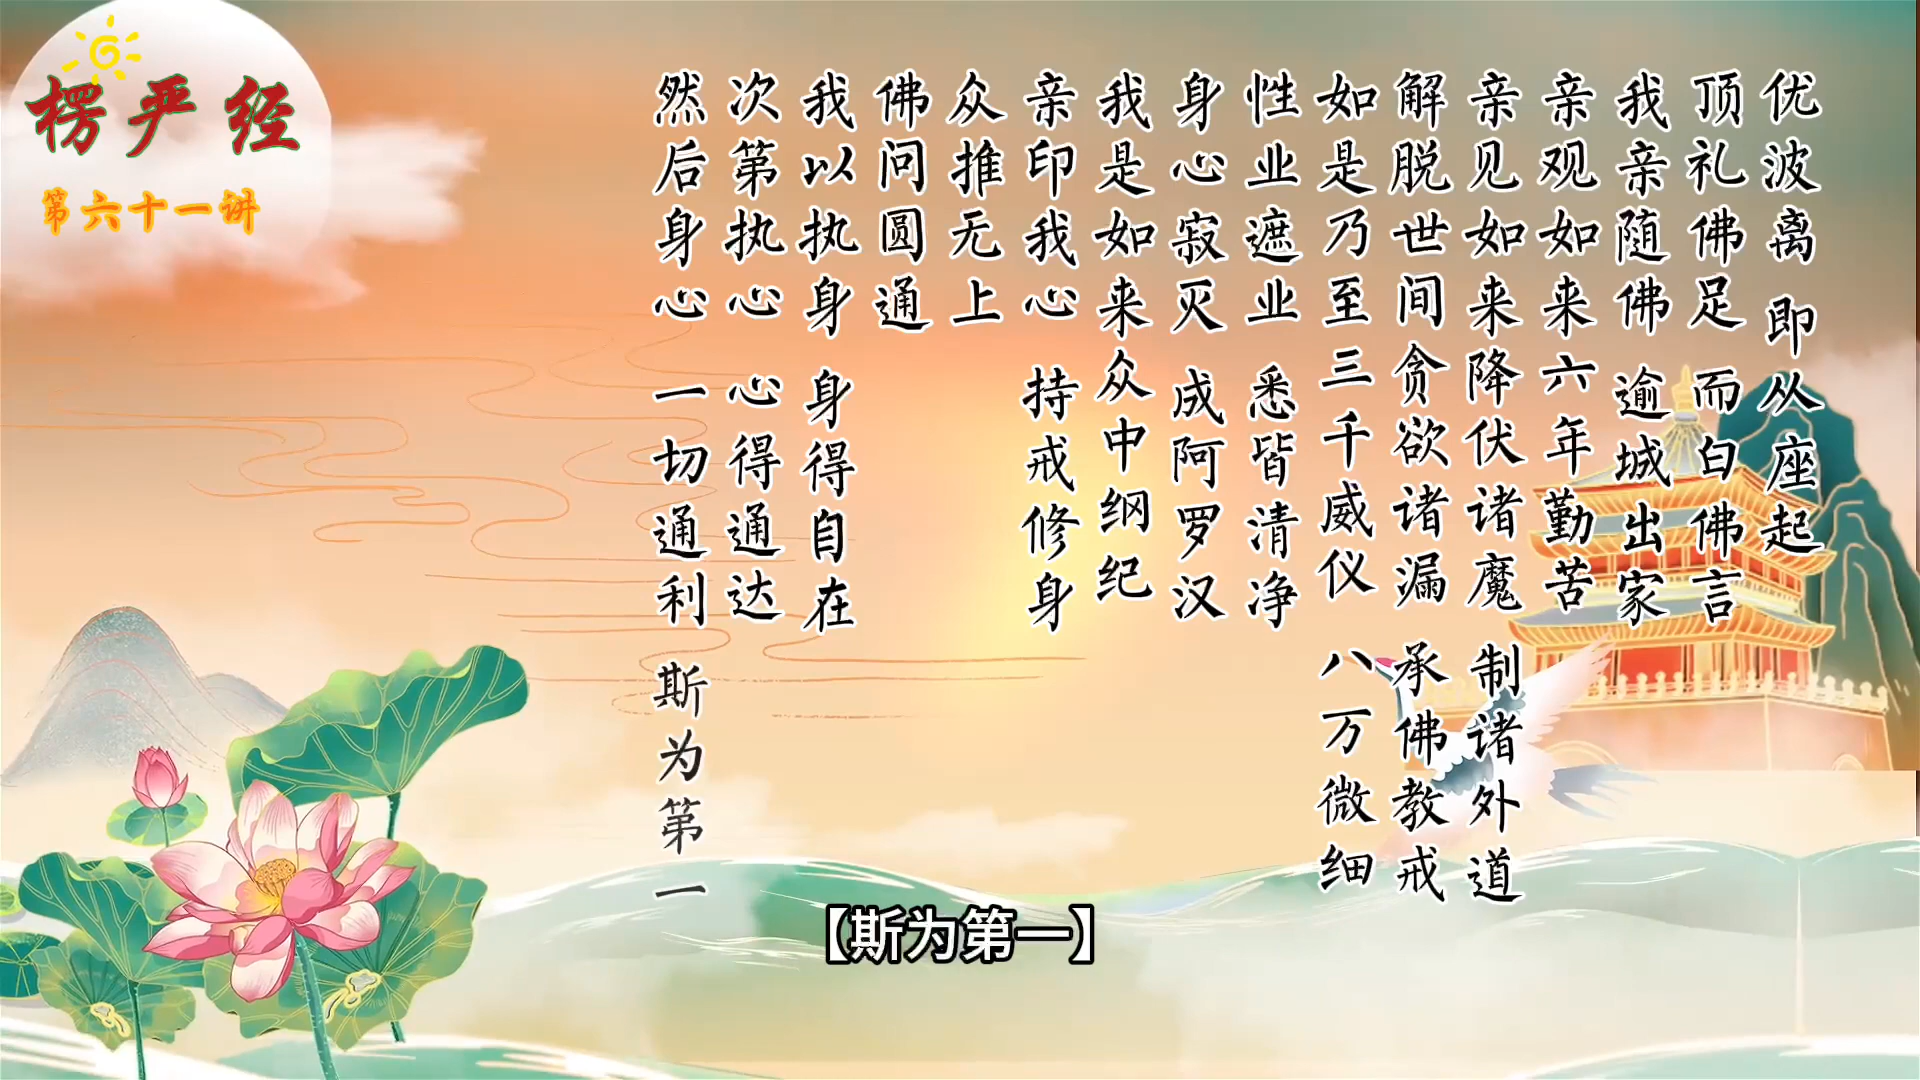 楞严经
第六十一讲
优波离 即从座起
顶礼佛足 而白佛言
我亲随佛 逾城出家
亲观如来六年勤苦
亲见如来降伏诸魔 制诸外道
解脱世间贪欲诸漏 承佛教戒
如是乃至三千威仪 八万微细
性业遮业 悉皆清净
身心寂灭 成阿罗汉
我是如来众中纲纪
亲印我心 持戒修身
众推无上
佛问圆通
我以执身 身得自在
次第执心 心得通达
然后身心 一切通利 斯为第一
【斯为第一】